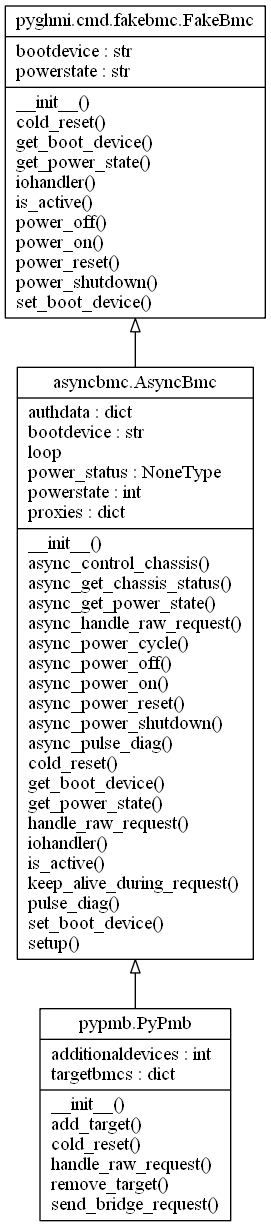 pyghmi.cmd.fakebmc.FakeBmc
bootdevice : str
powerstate : str
__init__()
cold_reset()
get_boot_device()
get_power_state()
iohandler()
is_active()
power_off()
power_on()
power_reset()
power_shutdown()
set_boot_device()
asyncbmc.AsyncBmc
authdata : dict
bootdevice : str
loop
power_status : NoneType
powerstate : int
proxies : dict
__init__()
async_control_chassis()
async_get_chassis_status()
async_get_power_state()
async_handle_raw_request()
async_power_cycle()
async_power_off()
async_power_on()
async_power_reset()
async_power_shutdown()
async_pulse_diag()
cold_reset()
get_boot_device()
get_power_state()
handle_raw_request()
iohandler()
is_active()
keep_alive_during_request()
pulse_diag()
set_boot_device()
setup()
pypmb.PyPmb
additionaldevices : int
targetbmcs : dict
__init__()
add_target()
cold_reset()
handle_raw_request()
remove_target()
send_bridge_request()